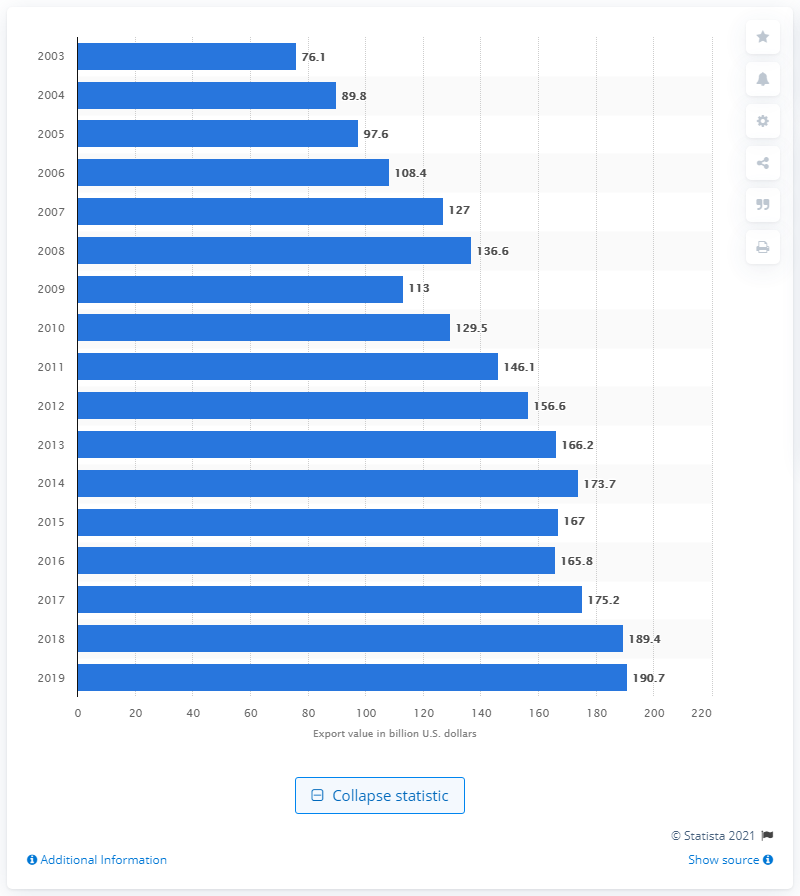 2003 76.1
2004 89.8
2005 97.6
2006 108.4
2007 127
2008 136.6
2009 113
2010 129.5
2011 146.1
2012 156.6
2013 166.2
2014 173.7
2015 167
2016 165.8
2017 175.2
2018 189.4
2019 190.7
0 20 40 60 80 100 120 140 160 180 200 220
Export value in billion U.S. dollars
Collapse statistic
© Statista 2021
Additional Information
Show source